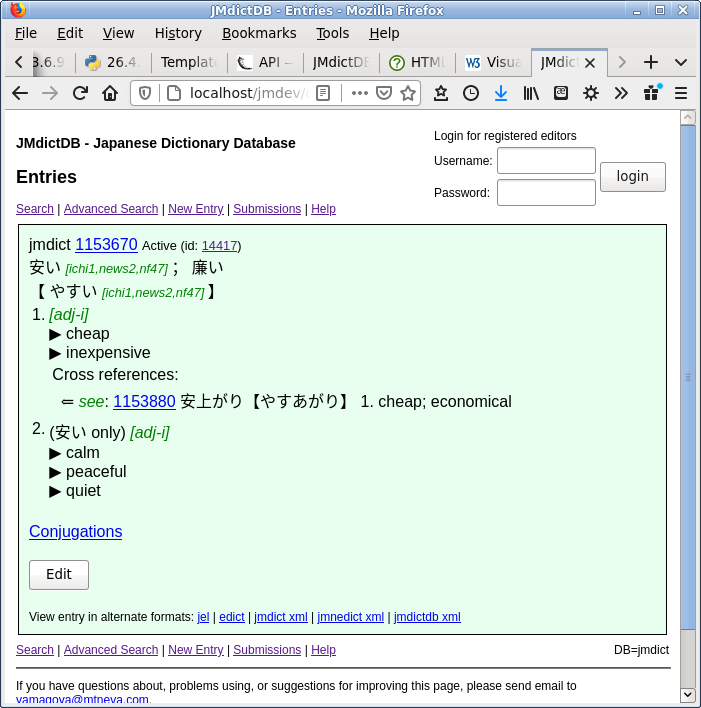 JMdictDB - Entries - Mozilla Firefox
File Edit View History Bookmarks Tools Help
3.6.9 26.4. Templat API — JMdictDB HTML Visua JMdict
localhost/jmdev/
JMdictDB - Japanese Dictionary Database
Login for registered editors
Username:
Password:
login
Entries
Search | Advanced Search | New Entry | Submissions | Help
jmdict 1153670 Active (id: 14417)
安い [ichi1,news2,nf47] ； 廉い
【 やすい [ichi1,news2,nf47] 】
1. [adj-i]
▶ cheap
▶ inexpensive
Cross references:
⇐ see: 1153880 安上がり【やすあがり】 1. cheap; economical
2. (安い only) [adj-i]
▶ calm
▶ peaceful
▶ quiet
Conjugations
Edit
View entry in alternate formats: jel | edict | jmdict xml | jmnedict xml | jmdictdb xml
Search | Advanced Search | New Entry | Submissions | Help DB=jmdict
If you have questions about, problems using, or suggestions for improving this page, please send email to
yamagoya@mtneva.com.